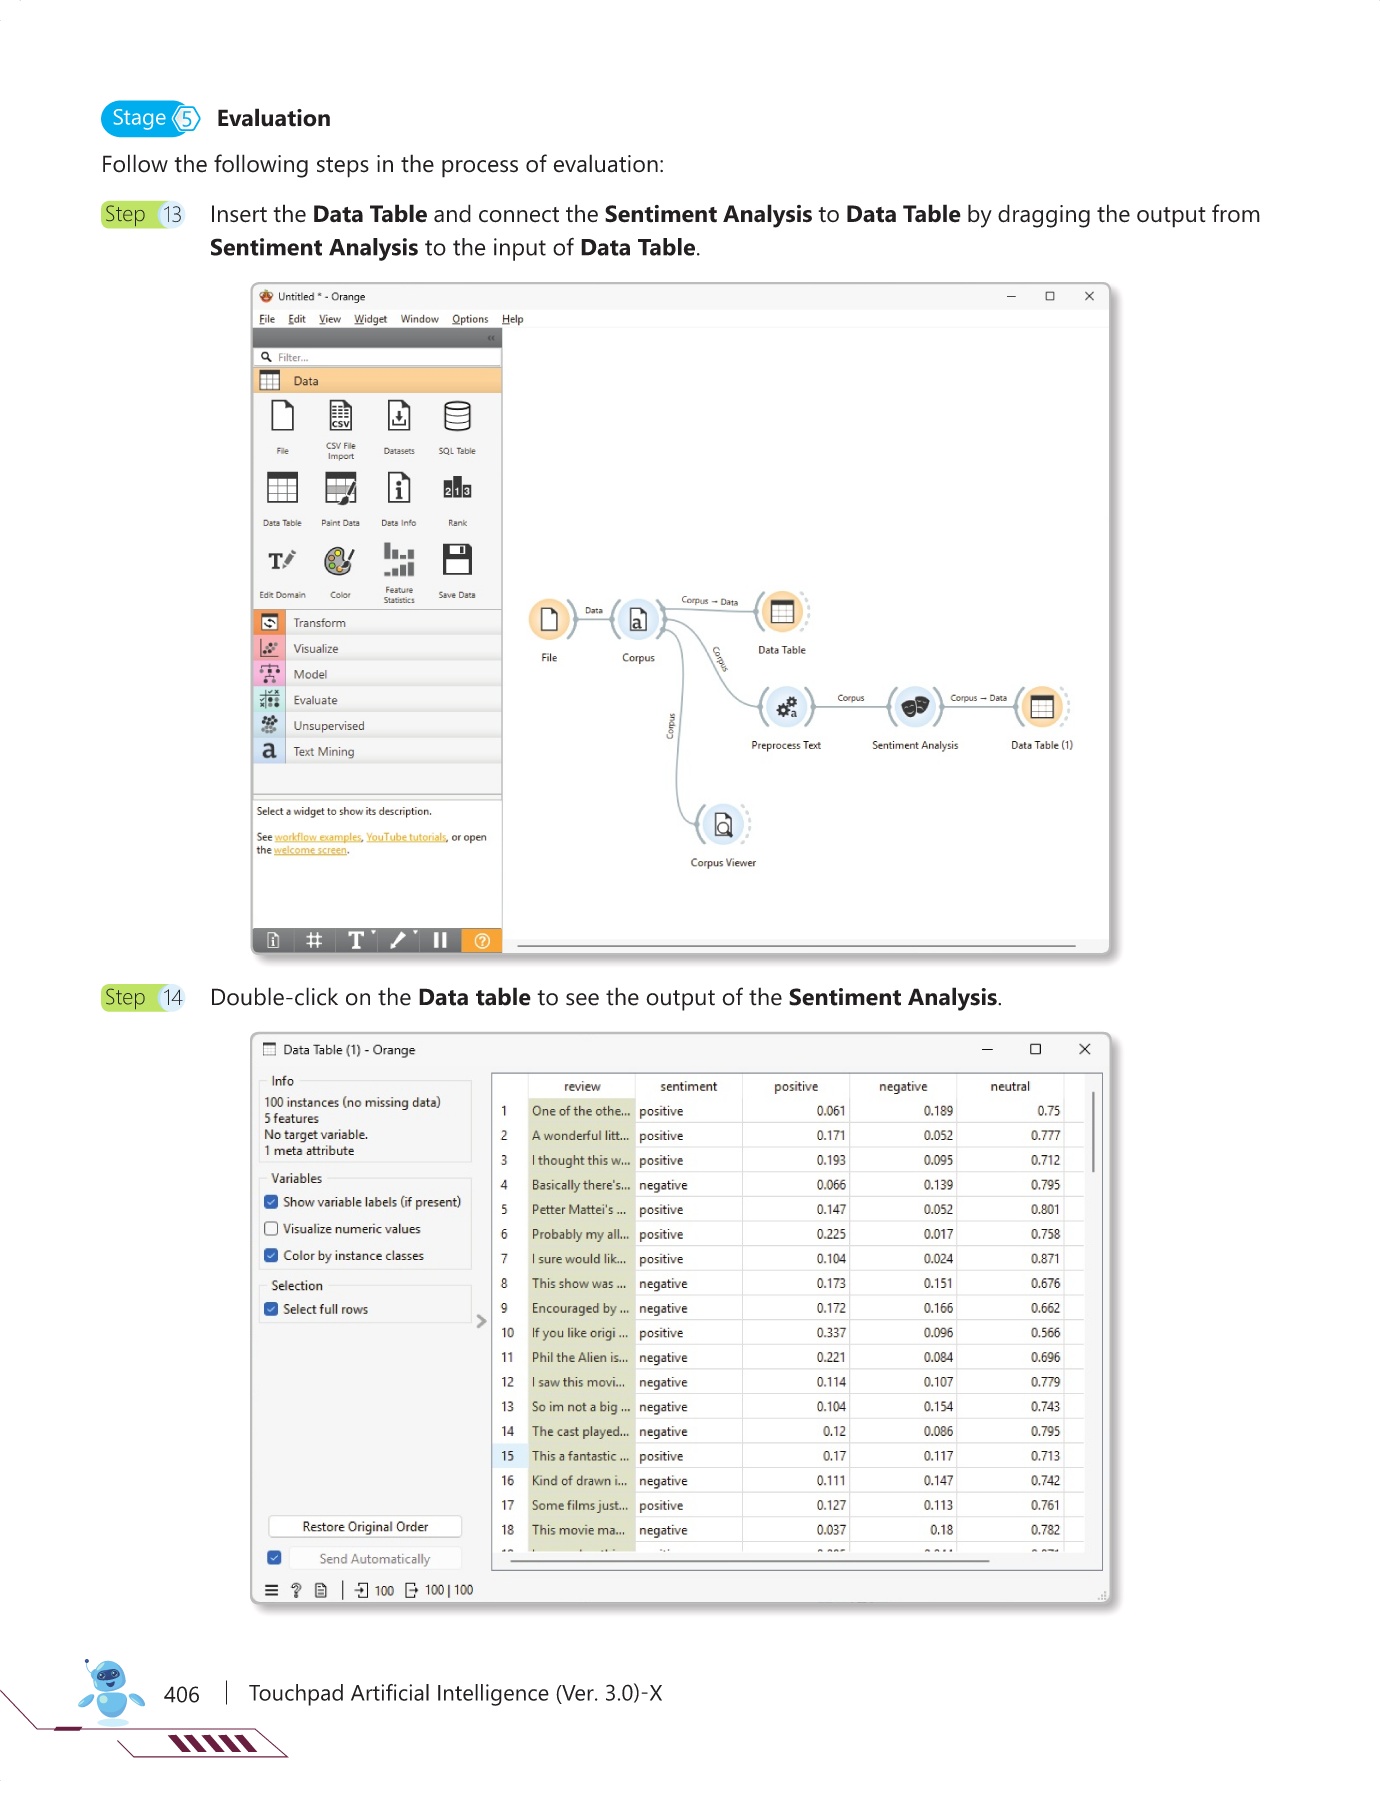 Stage 5 Evaluation
Follow the following steps in the process of evaluation:
Step 13 Insert the Data Table and connect the Sentiment Analysis to Data Table by dragging the output from
Sentiment Analysis to the input of Data Table.
Untitled * - Orange
File Edit View Widget Window Options Help
Filter...
Data
File
CSV File Import
Datasets
SQL Table
Data Table
Paint Data
Data Info
Rank
Edit Domain
Color
Feature Statistics
Save Data
Transform
Visualize
Model
Evaluate
Unsupervised
Text Mining
Select a widget to show its description.
See workflow examples, YouTube tutorials, or open
the welcome screen.
File
Data
Corpus
Corpus → Data
Data Table
Corpus
Preprocess Text
Corpus
Sentiment Analysis
Corpus → Data
Data Table (1)
Corpus
Corpus Viewer
Step 14 Double-click on the Data table to see the output of the Sentiment Analysis.
Data Table (1) - Orange
Info
100 instances (no missing data)
5 features
No target variable.
1 meta attribute
Variables
Show variable labels (if present)
Visualize numeric values
Color by instance classes
Selection
Select full rows
Restore Original Order
Send Automatically
100 100 | 100
review sentiment positive negative neutral
1 One of the othe... positive 0.061 0.189 0.75
2 A wonderful litt... positive 0.171 0.052 0.777
3 I thought this w... positive 0.193 0.095 0.712
4 Basically there's... negative 0.066 0.139 0.795
5 Petter Mattei's ... positive 0.147 0.052 0.801
6 Probably my all... positive 0.225 0.017 0.758
7 I sure would lik... positive 0.104 0.024 0.871
8 This show was ... negative 0.173 0.151 0.676
9 Encouraged by ... negative 0.172 0.166 0.662
10 If you like origi ... positive 0.337 0.096 0.566
11 Phil the Alien is... negative 0.221 0.084 0.696
12 I saw this movi... negative 0.114 0.107 0.779
13 So im not a big ... negative 0.104 0.154 0.743
14 The cast played... negative 0.12 0.086 0.795
15 This a fantastic ... positive 0.17 0.117 0.713
16 Kind of drawn i... negative 0.111 0.147 0.742
17 Some films just... positive 0.127 0.113 0.761
18 This movie ma... negative 0.037 0.18 0.782
406 | Touchpad Artificial Intelligence (Ver. 3.0)-X